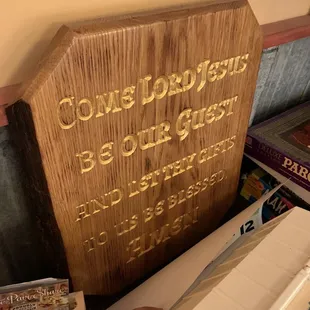 Come Lord Jesus
Be our Guest
and let thy gifts
to us be blessed
Amen